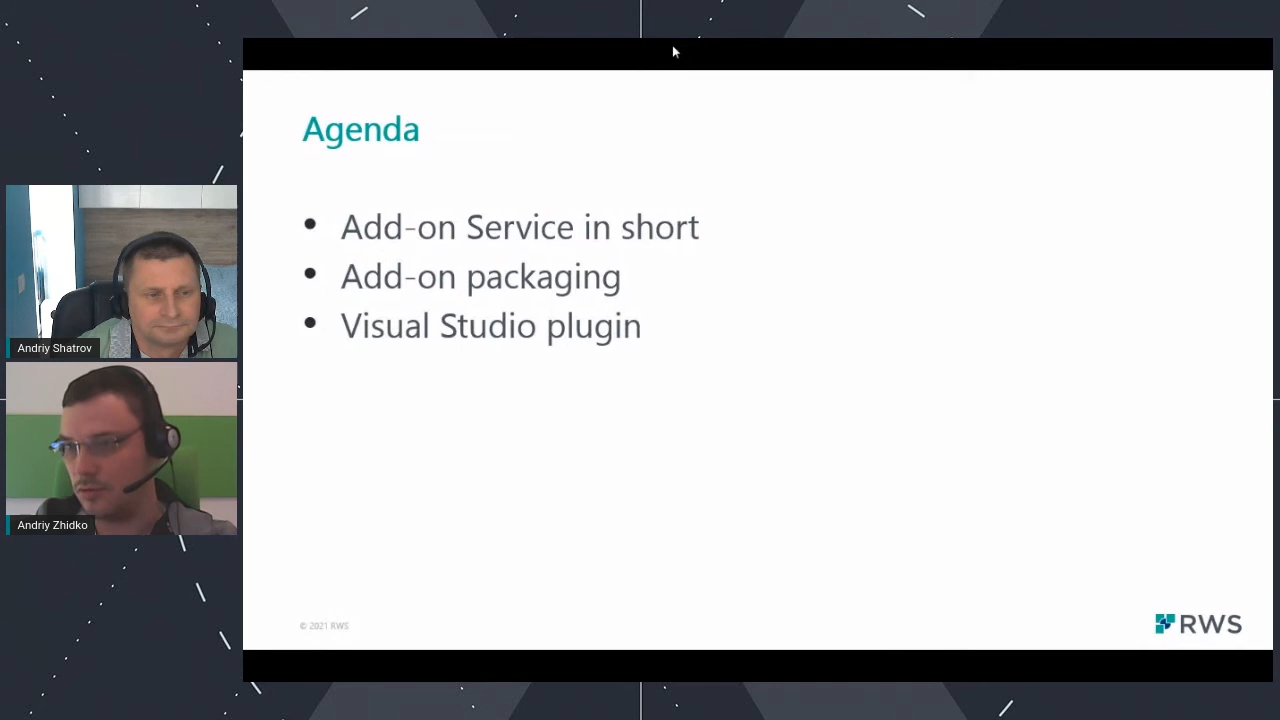 Agenda
• Add-on Service in short
• Add-on packaging
• Visual Studio plugin
Andriy Shatrov
Andriy Zhidko
© 2021 RWS
RWS